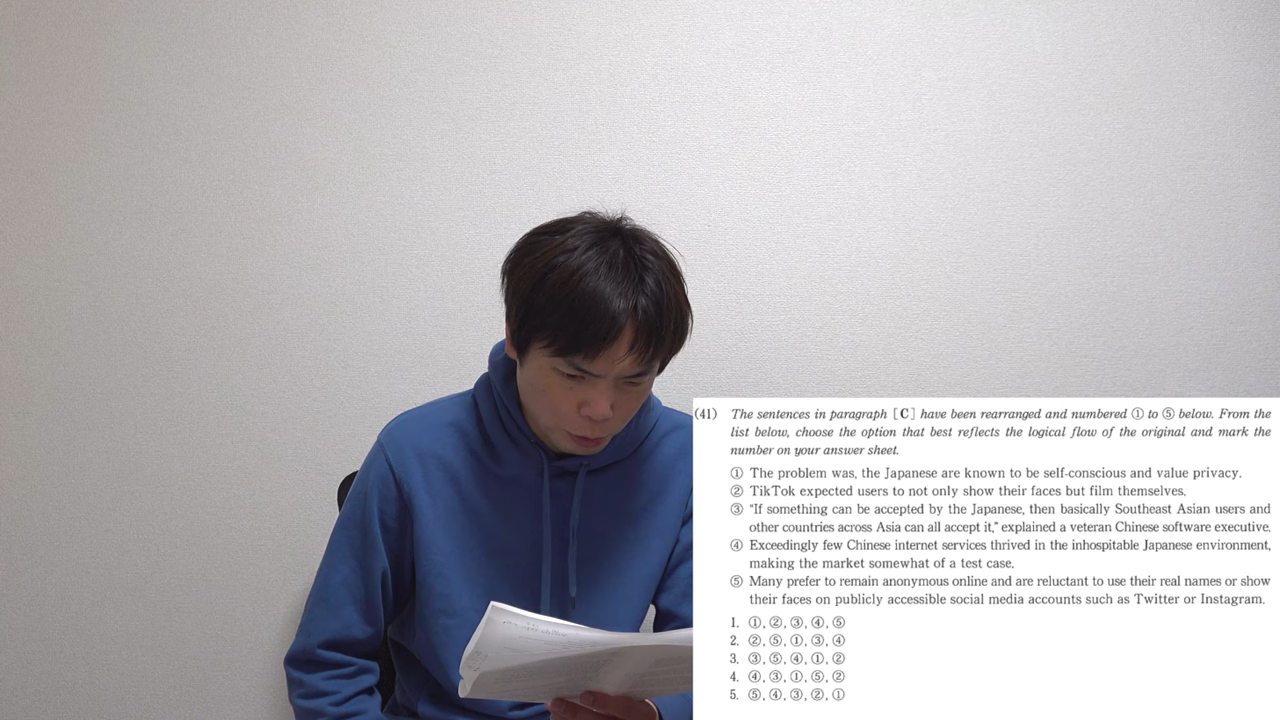 (41) The sentences in paragraph [C] have been rearranged and numbered ① to ⑤ below. From the
list below, choose the option that best reflects the logical flow of the original and mark the
number on your answer sheet.
① The problem was, the Japanese are known to be self-conscious and value privacy.
② TikTok expected users to not only show their faces but film themselves.
③ "If something can be accepted by the Japanese, then basically Southeast Asian users and
other countries across Asia can all accept it," explained a veteran Chinese software executive.
④ Exceedingly few Chinese internet services thrived in the inhospitable Japanese environment,
making the market somewhat of a test case.
⑤ Many prefer to remain anonymous online and are reluctant to use their real names or show
their faces on publicly accessible social media accounts such as Twitter or Instagram.
1. ①, ②, ③, ④, ⑤
2. ②, ⑤, ①, ③, ④
3. ③, ⑤, ④, ①, ②
4. ④, ③, ①, ⑤, ②
5. ⑤, ④, ③, ②, ①